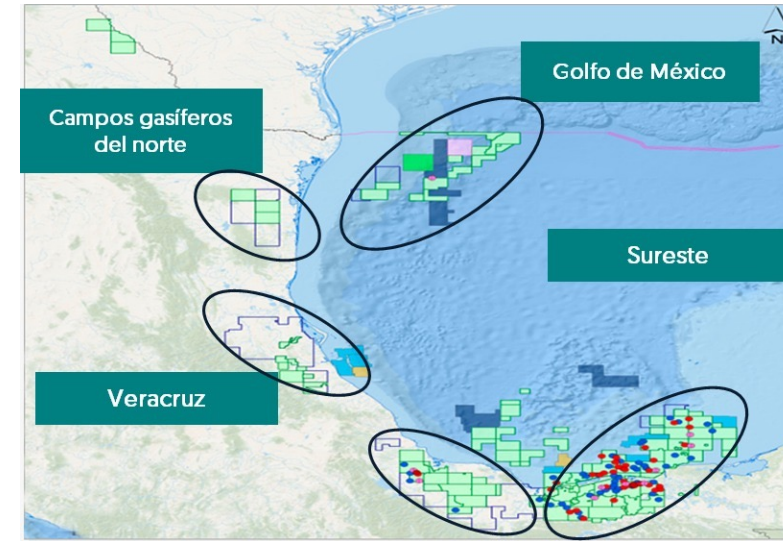 N
Golfo de México
Campos gasíferos
del norte
Sureste
Veracruz